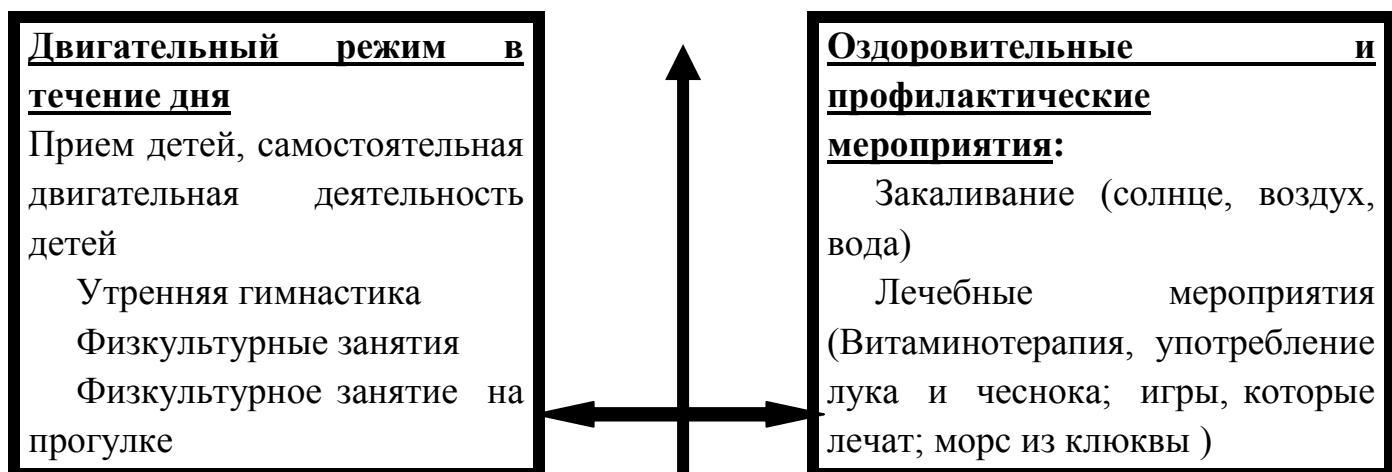 Двигательный режим в
течение дня
Прием детей, самостоятельная
двигательная деятельность
детей
Утренняя гимнастика
Физкультурные занятия
Физкультурное занятие на
прогулке
Оздоровительные и
профилактические
мероприятия:
Закаливание (солнце, воздух,
вода)
Лечебные мероприятия
(Витаминотерапия, употребление
лука и чеснока; игры, которые
лечат; морс из клюквы )